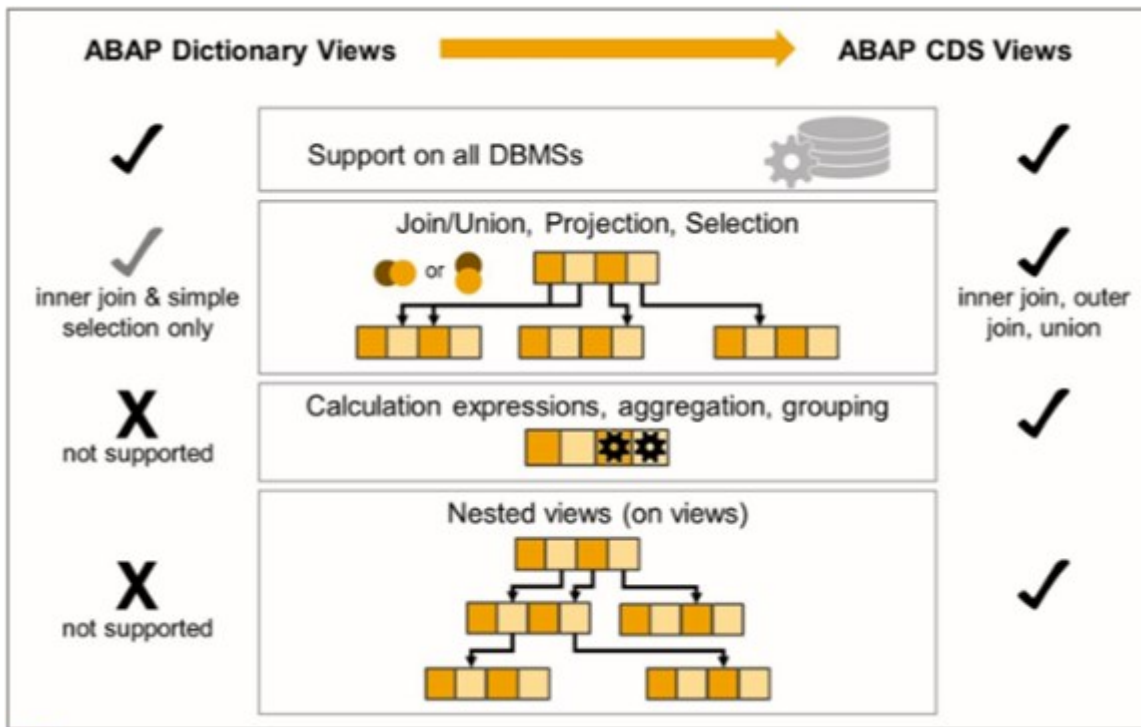 ABAP Dictionary Views
ABAP CDS Views
Support on all DBMSs
Join/Union, Projection, Selection
or
inner join & simple
selection only
inner join, outer
join, union
Calculation expressions, aggregation, grouping
X
not supported
Nested views (on views)
X
not supported